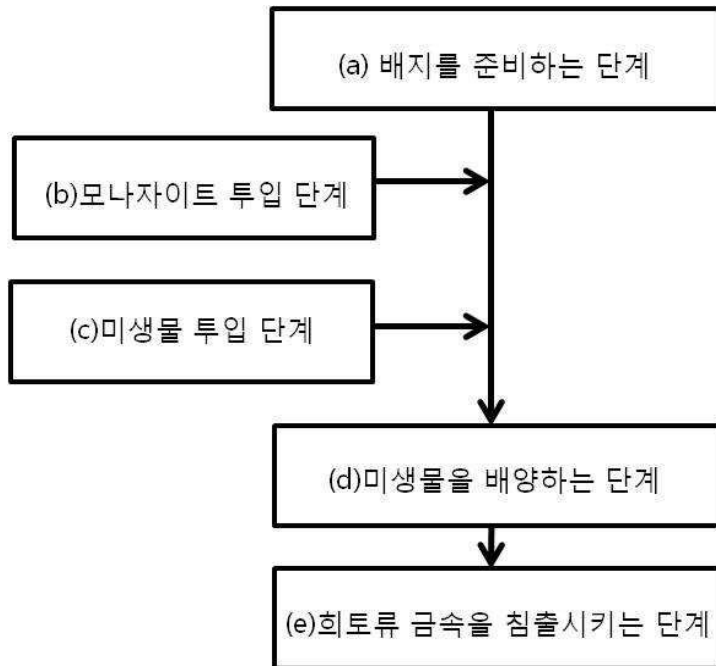 (a) 배지를 준비하는 단계
(b)모나자이트 투입 단계
(c)미생물 투입 단계
(d)미생물을 배양하는 단계
(e)희토류 금속을 침출시키는 단계